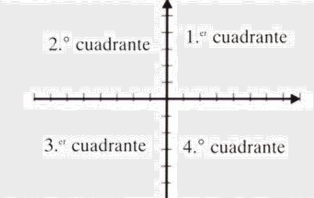 2.° cuadrante
1.er cuadrante
3.er cuadrante
4.° cuadrante